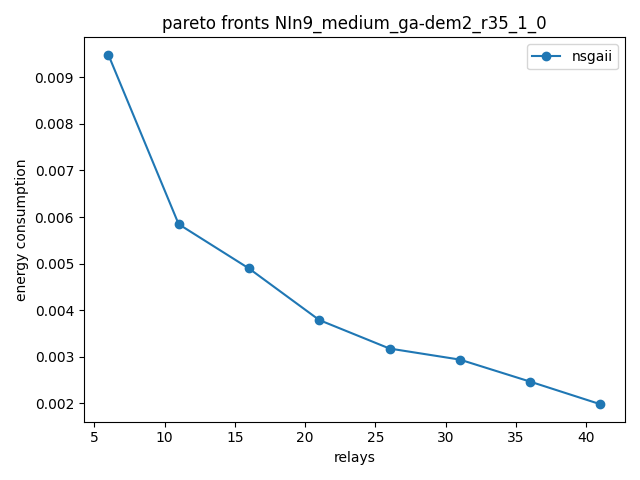 pareto fronts NIn9_medium_ga-dem2_r35_1_0
nsgaii
energy consumption
0.009
0.008
0.007
0.006
0.005
0.004
0.003
0.002
5 10 15 20 25 30 35 40
relays